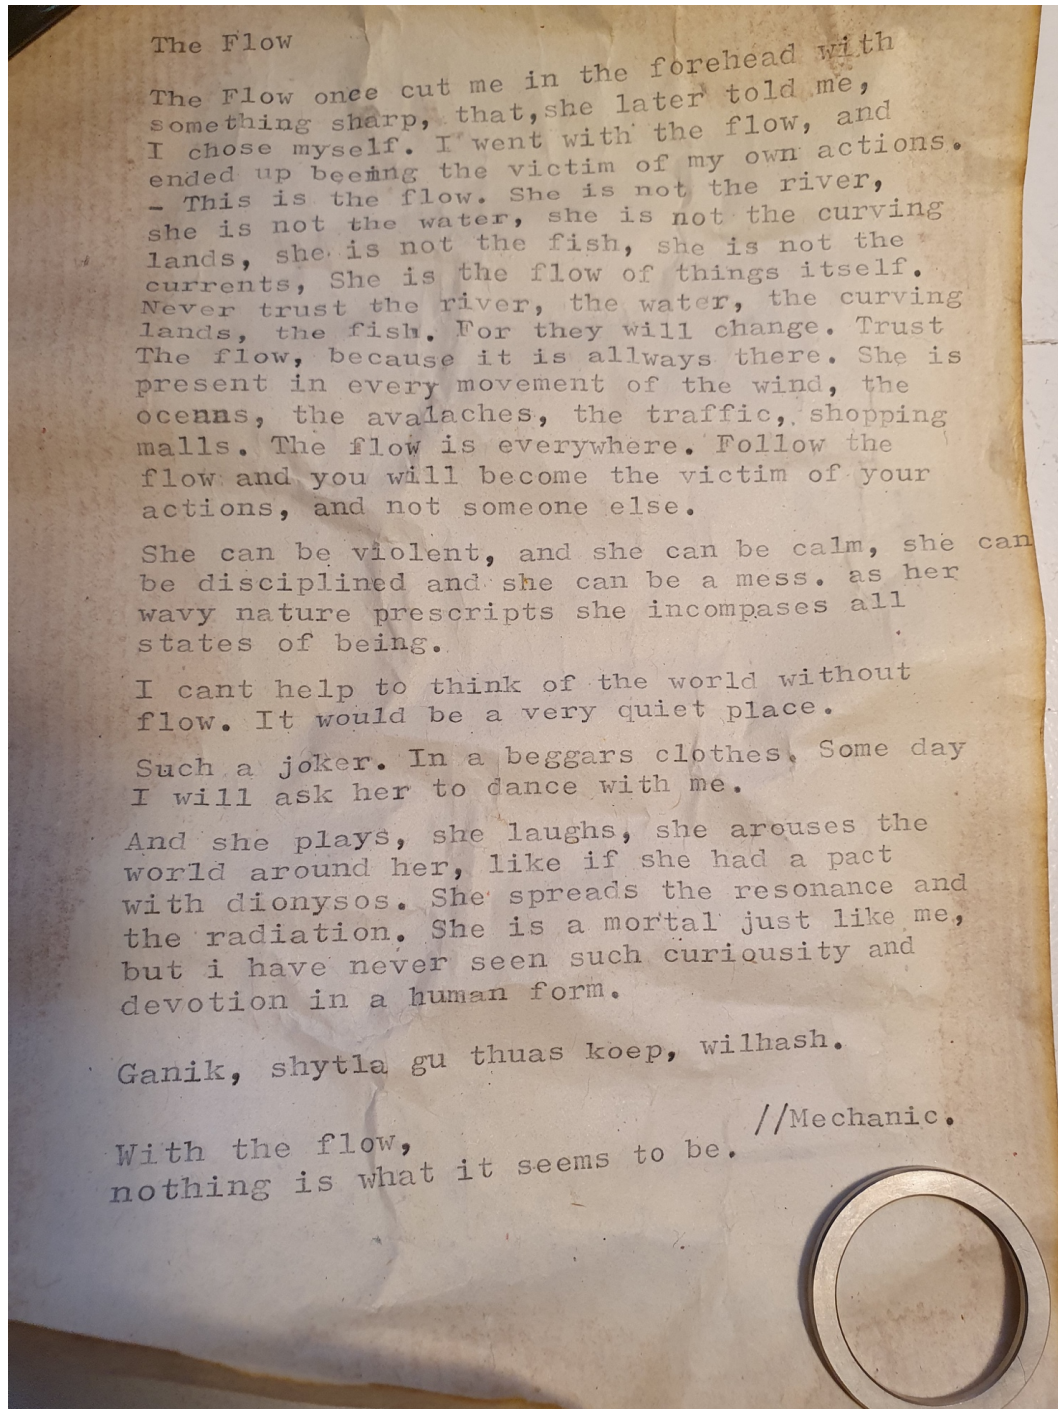 The Flow
The Flow once cut me in the forehead with
something sharp, that,she later told me,
I chose myself. I went with the flow, and
ended up beeing the victim of my own actions.
- This is the flow. She is not the river,
she is not the water, she is not the curving
lands, she is not the fish, she is not the
currents, She is the flow of things itself.
Never trust the river, the water, the curving
lands, the fish. For they will change. Trust
The flow, because it is allways there. She is
present in every movement of the wind, the
oceans, the avalaches, the traffic, shopping
malls. The flow is everywhere. Follow the
flow and you will become the victim of your
actions, and not someone else.
She can be violent, and she can be calm, she can
be disciplined and she can be a mess. as her
wavy nature prescripts she incompases all
states of being.
I cant help to think of the world without
flow. It would be a very quiet place.
Such a joker. In a beggars clothes. Some day
I will ask her to dance with me.
And she plays, she laughs, she arouses the
world around her, like if she had a pact
with dionysos. She spreads the resonance and
the radiation. She is a mortal just like me,
but i have never seen such curiousity and
devotion in a human form.
Ganik, shytla gu thuas koep, wilhash.
//Mechanic.
With the flow,
nothing is what it seems to be.